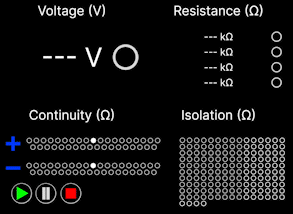 Voltage (V)
Resistance (Ω)
--- V
--- kΩ
--- kΩ
--- kΩ
--- kΩ
Continuity (Ω)
Isolation (Ω)
+
−